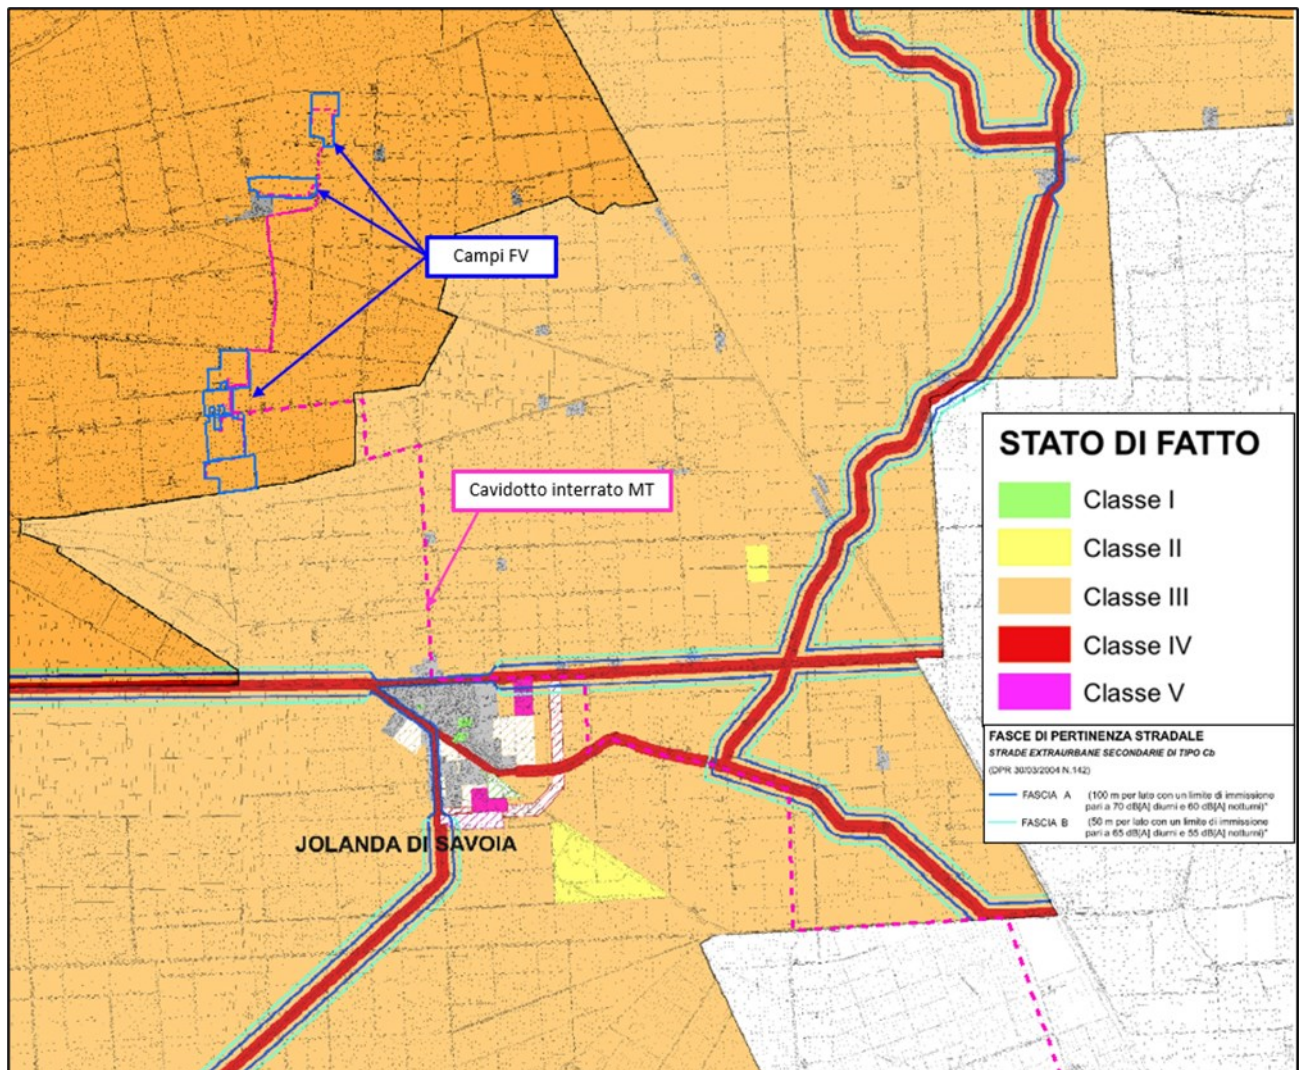 Campi FV
Cavidotto interrato MT
JOLANDA DI SAVOIA
STATO DI FATTO
Classe I
Classe II
Classe III
Classe IV
Classe V
FASCE DI PERTINENZA STRADALE
STRADE EXTRAURBANE SECONDARIE DI TIPO Cb
(DPR 30/03/2004 N.142)
FASCIA A (100 m per lato con un limite di immissione
pari a 70 dB[A] diurni e 60 dB[A] notturni)"
FASCIA B (50 m per lato con un limite di immissione
pari a 65 dB[A] diurni e 55 dB[A] notturni)"